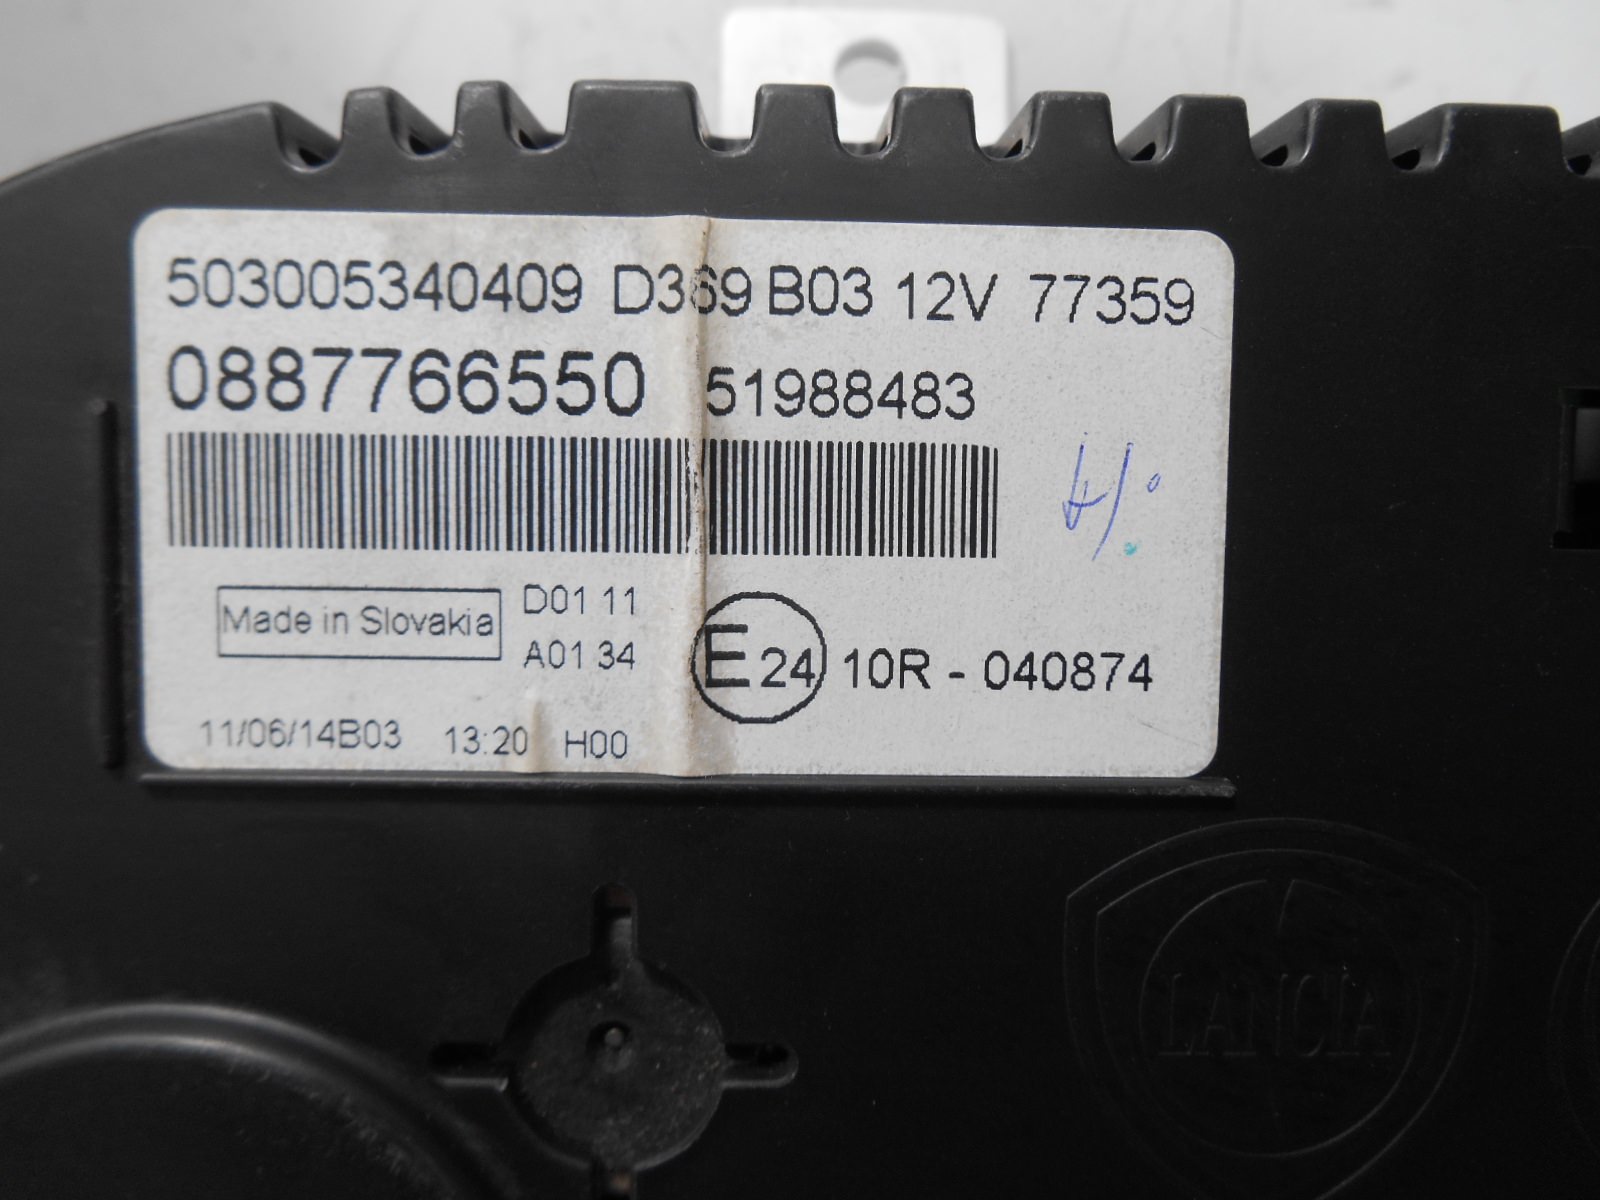 503005340409 D369 B03 12V 77359
0887766550 51988483
Made in Slovakia
D01 11
A01 34
E 24 10R - 040874
11/06/14B03 13:20 H00
LANCIA